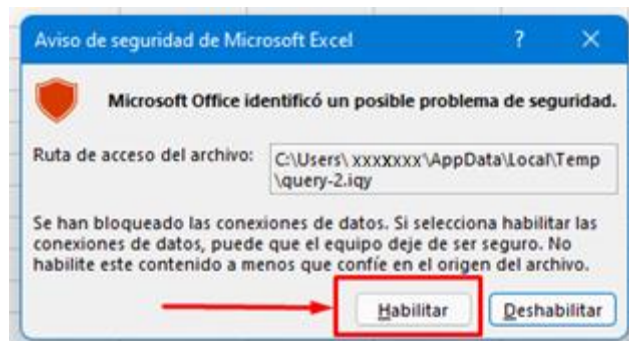 Aviso de seguridad de Microsoft Excel ? ×
Microsoft Office identificó un posible problema de seguridad.
Ruta de acceso del archivo: C:\Users\ xxxxxxx\AppData\Local\Temp
\query-2.iqy
Se han bloqueado las conexiones de datos. Si selecciona habilitar las
conexiones de datos, puede que el equipo deje de ser seguro. No
habilite este contenido a menos que confíe en el origen del archivo.
Habilitar Deshabilitar